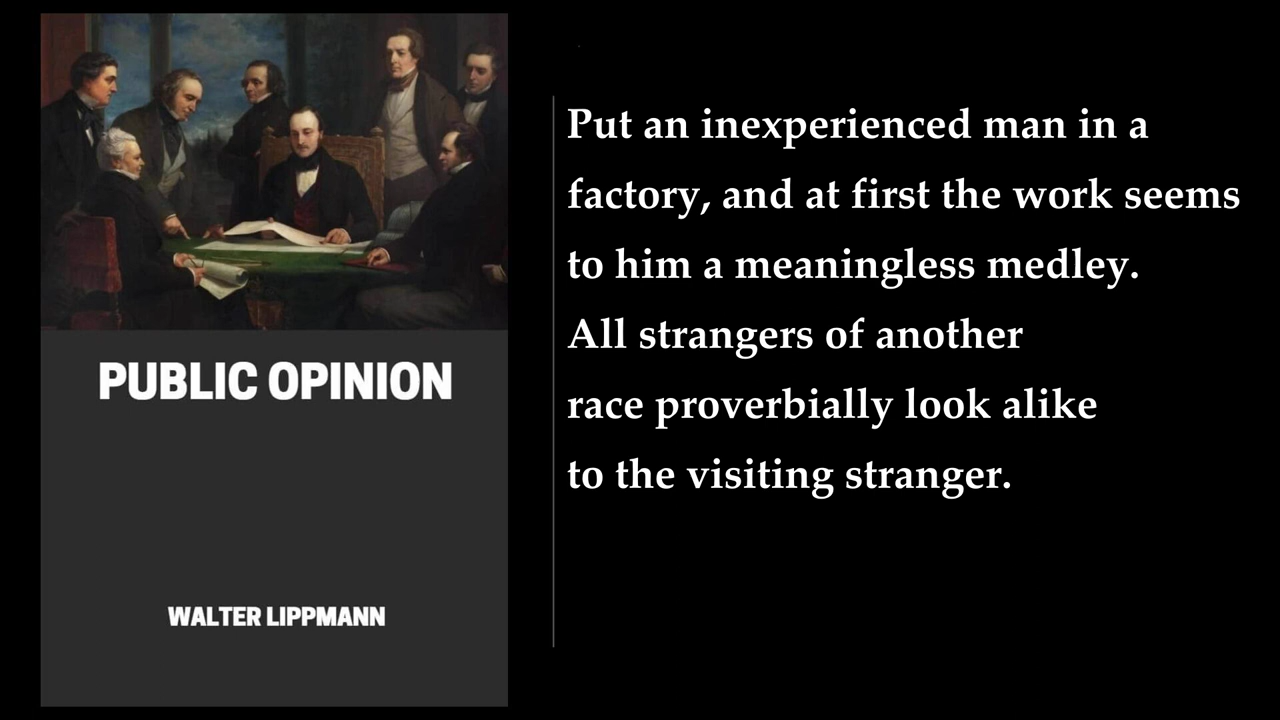 PUBLIC OPINION
WALTER LIPPMANN
Put an inexperienced man in a
factory, and at first the work seems
to him a meaningless medley.
All strangers of another
race proverbially look alike
to the visiting stranger.